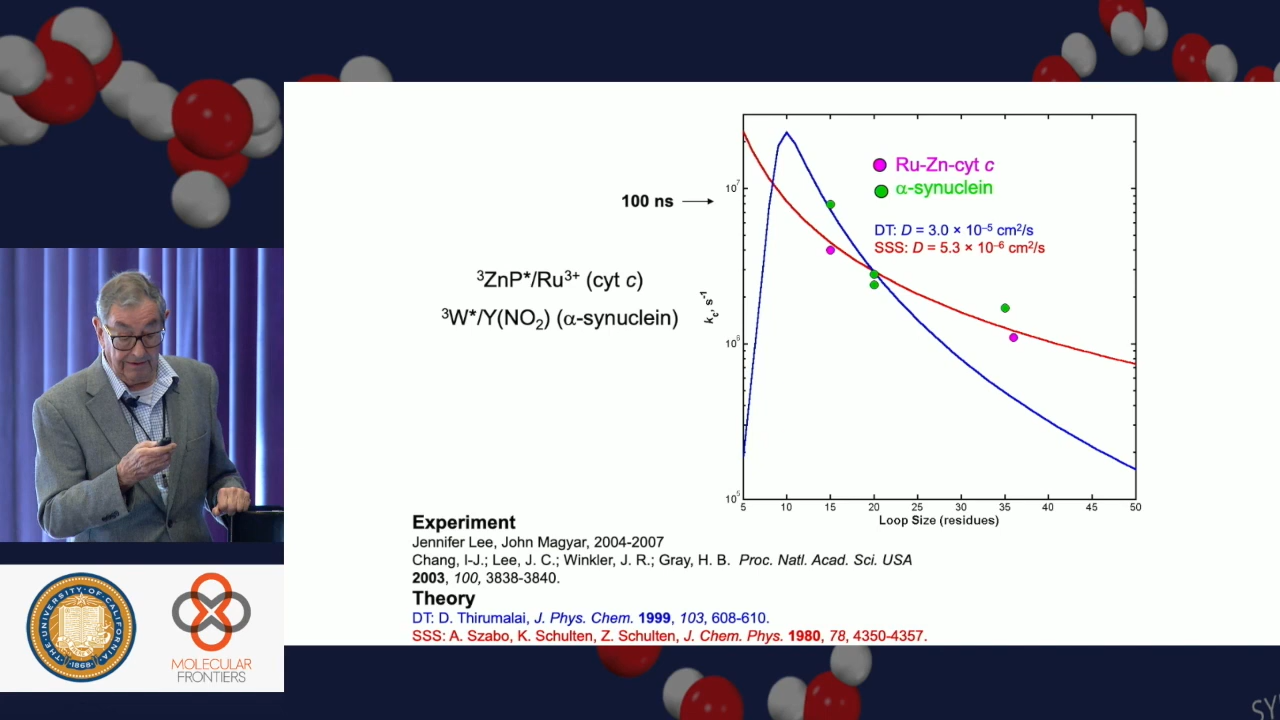 Ru-Zn-cyt c
α-synuclein
DT: D = 3.0 × 10⁻⁵ cm²/s
SSS: D = 5.3 × 10⁻⁶ cm²/s
100 ns
³ZnP*/Ru³⁺ (cyt c)
³W*/Y(NO₂) (α-synuclein)
k_c, s⁻¹
10⁷
10⁶
10⁵
5 10 15 20 25 30 35 40 45 50
Loop Size (residues)
Experiment
Jennifer Lee, John Magyar, 2004-2007
Chang, I-J.; Lee, J. C.; Winkler, J. R.; Gray, H. B. Proc. Natl. Acad. Sci. USA
2003, 100, 3838-3840.
Theory
DT: D. Thirumalai, J. Phys. Chem. 1999, 103, 608-610.
SSS: A. Szabo, K. Schulten, Z. Schulten, J. Chem. Phys. 1980, 78, 4350-4357.
THE·UNIVERSITY·OF·CALIFORNIA
·1868·
MOLECULAR
FRONTIERS
SY